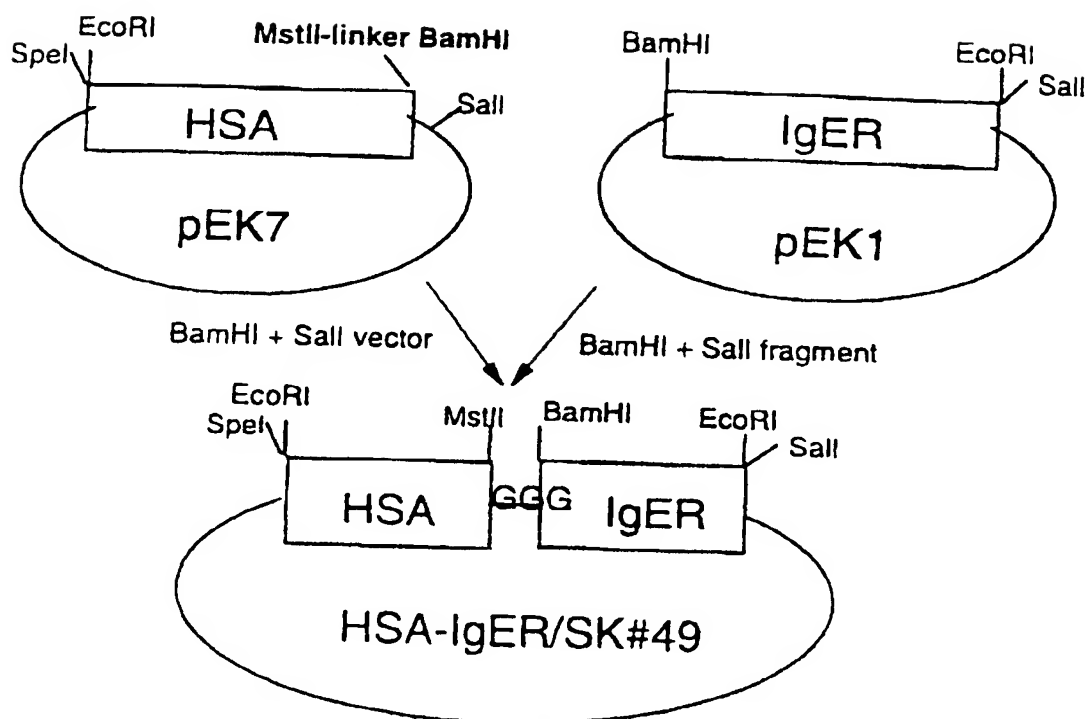 EcoRI
SpeI
MstII-linker BamHI
SalI
HSA
pEK7
BamHI
EcoRI
SalI
IgER
pEK1
BamHI + SalI vector
BamHI + SalI fragment
EcoRI
SpeI
MstII
BamHI
EcoRI
SalI
HSA
GGG
IgER
HSA-IgER/SK#49